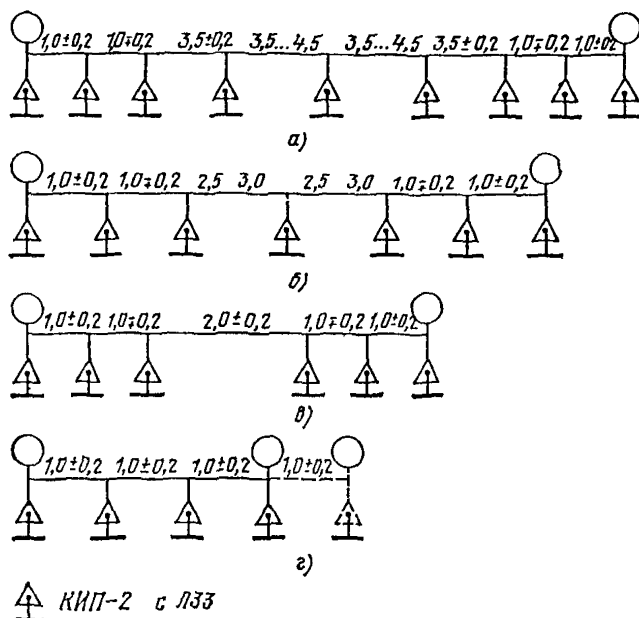 1,0±0,2 1,0∓0,2 3,5±0,2 3,5...4,5 3,5...4,5 3,5±0,2 1,0∓0,2 1,0±0,2
а)
1,0±0,2 1,0∓0,2 2,5 3,0 2,5 3,0 1,0∓0,2 1,0±0,2
б)
1,0±0,2 1,0∓0,2 2,0±0,2 1,0∓0,2 1,0±0,2
в)
1,0±0,2 1,0±0,2 1,0±0,2 1,0±0,2
г)
КИП-2 с ЛЗЗ